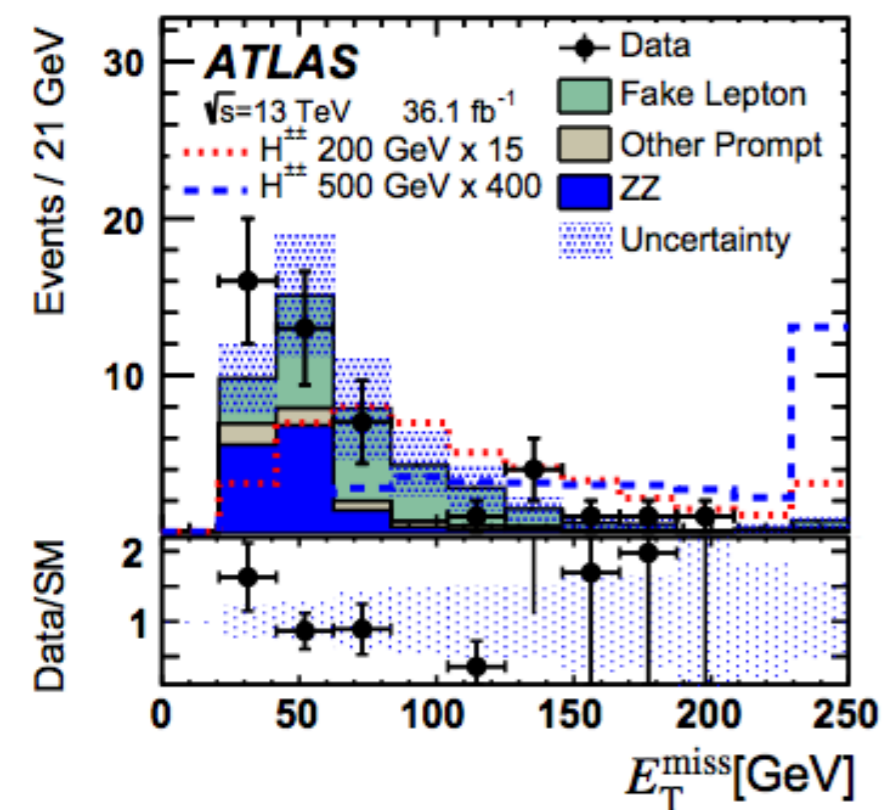 Events / 21 GeV
30
20
10
ATLAS
√s=13 TeV 36.1 fb⁻¹
H±± 200 GeV x 15
H±± 500 GeV x 400
Data
Fake Lepton
Other Prompt
ZZ
Uncertainty
Data/SM
2
1
0 50 100 150 200 250
E_T^miss[GeV]